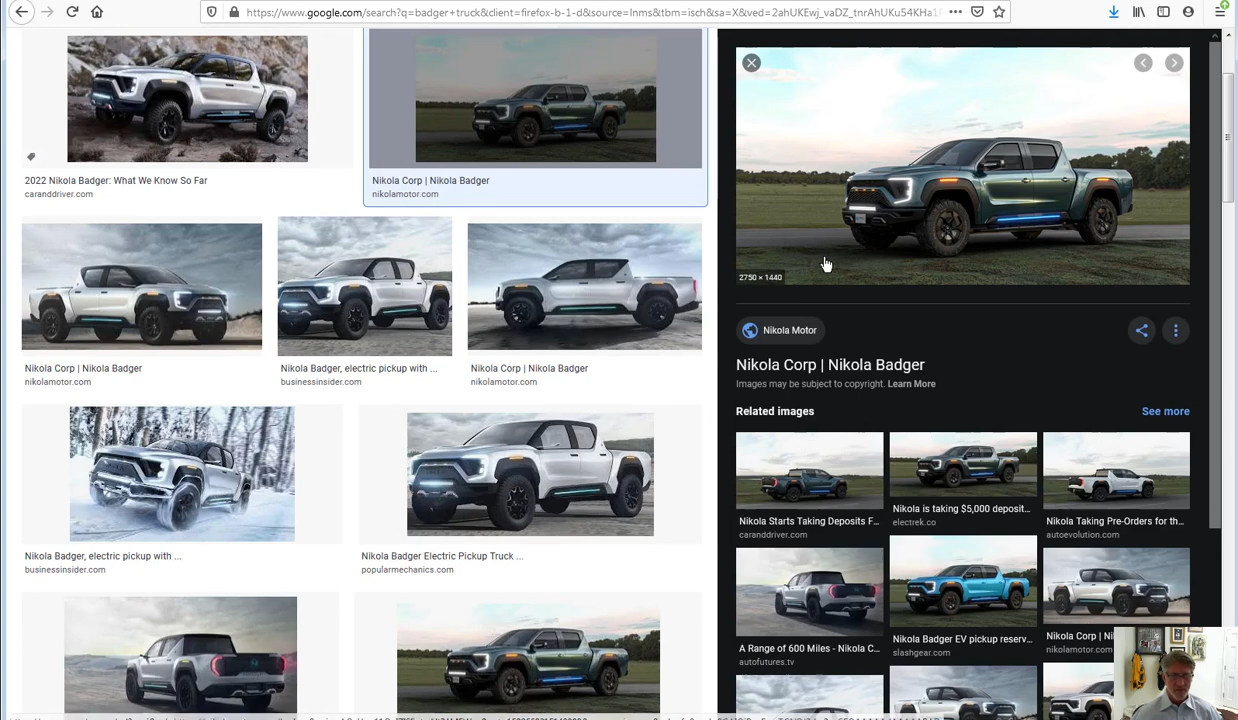 https://www.google.com/search?q=badger+truck&client=firefox-b-1-d&source=lnms&tbm=isch&sa=X&ved=2ahUKEwj_vaDZ_tnrAhUKu54KHa1
2022 Nikola Badger: What We Know So Far
caranddriver.com
Nikola Corp | Nikola Badger
nikolamotor.com
Nikola Corp | Nikola Badger
nikolamotor.com
Nikola Badger, electric pickup with ...
businessinsider.com
Nikola Corp | Nikola Badger
nikolamotor.com
Nikola Badger, electric pickup with ...
businessinsider.com
Nikola Badger Electric Pickup Truck ...
popularmechanics.com
2750 × 1440
Nikola Motor
Nikola Corp | Nikola Badger
Images may be subject to copyright. Learn More
Related images
See more
Nikola Starts Taking Deposits F...
caranddriver.com
Nikola is taking $5,000 deposit...
electrek.co
Nikola Taking Pre-Orders for th...
autoevolution.com
A Range of 600 Miles - Nikola C...
autofutures.tv
Nikola Badger EV pickup reserv...
slashgear.com
Nikola Corp | Ni
nikolamotor.com